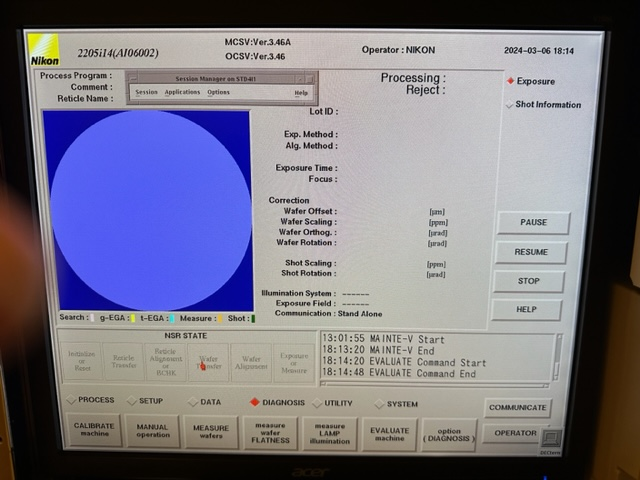 Nikon
2205i14(AI06002)
MCSV:Ver.3.46A
OCSV:Ver.3.46
Operator : NIKON
2024-03-06 18:14
Process Program :
Comment :
Reticle Name :
Session Manager on STD4I1
Session Applications Options Help
Processing :
Reject :
Exposure
Shot Information
Lot ID :
Exp. Method :
Alg. Method :
Exposure Time :
Focus :
Correction
Wafer Offset : [µm]
Wafer Scaling : [ppm]
Wafer Orthog. : [µrad]
Wafer Rotation : [µrad]
Shot Scaling : [ppm]
Shot Rotation : [µrad]
Illumination System : ------
Exposure Field : ------
Communication : Stand Alone
PAUSE
RESUME
STOP
HELP
Search : g-EGA : t-EGA : Measure : Shot :
NSR STATE
Initialize or Reset
Reticle Transfer
Reticle Alignment or BCHK
Wafer Transfer
Wafer Alignment
Exposure or Measure
13:01:55 MAINTE-V Start
18:13:20 MAINTE-V End
18:14:20 EVALUATE Command Start
18:14:48 EVALUATE Command End
PROCESS SETUP DATA DIAGNOSIS UTILITY SYSTEM
COMMUNICATE
CALIBRATE machine
MANUAL operation
MEASURE wafers
measure wafer FLATNESS
measure LAMP illumination
EVALUATE machine
option (DIAGNOSIS)
OPERATOR
acer